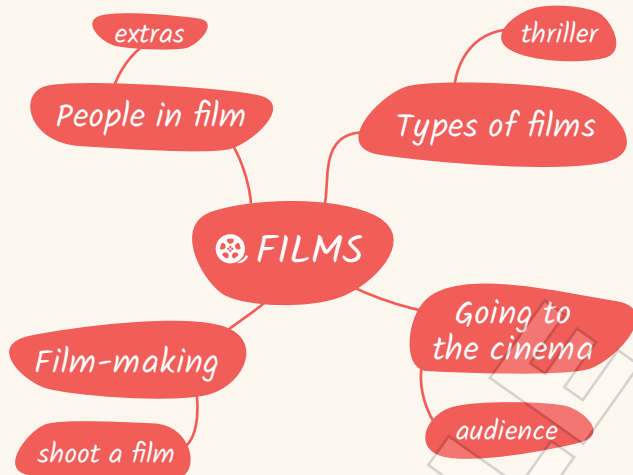 extras
thriller
People in film
Types of films
FILMS
Going to
the cinema
Film-making
audience
shoot a film